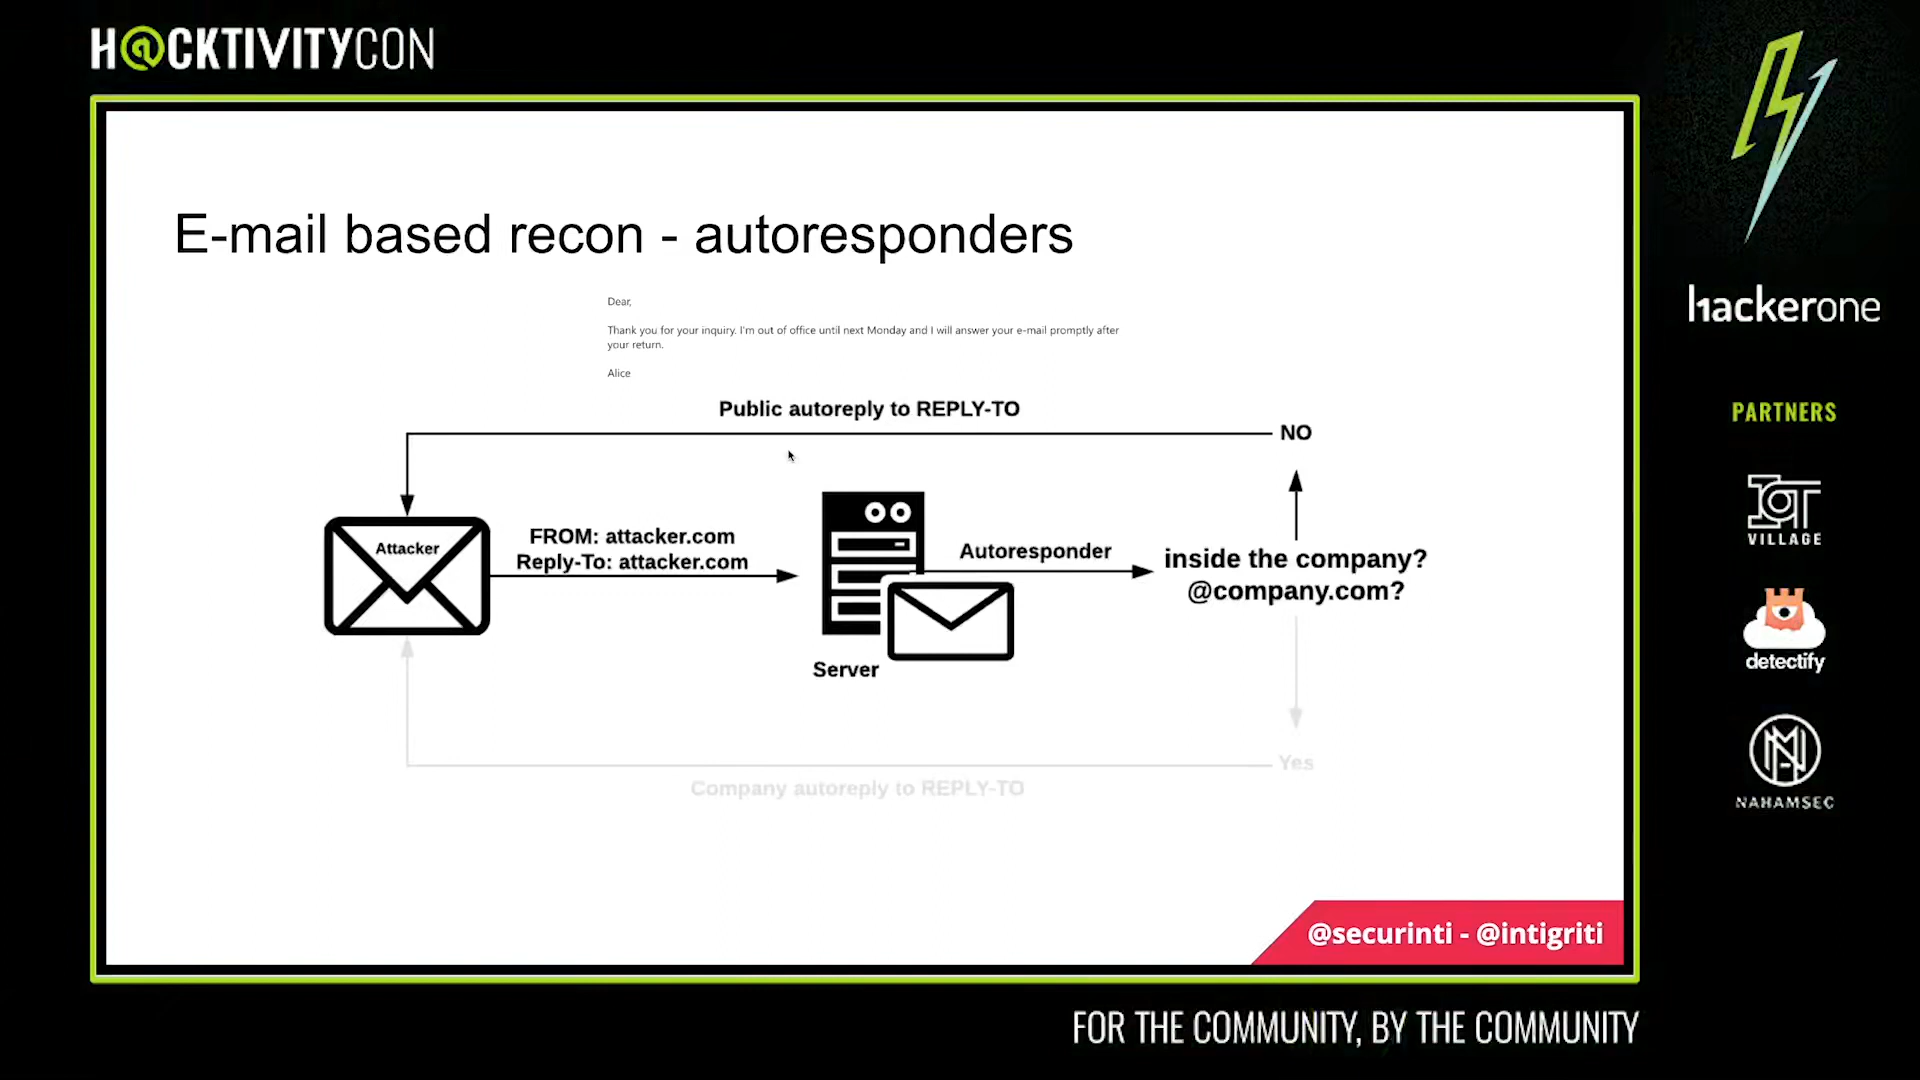 H@CKTIVITYCON
E-mail based recon - autoresponders
Dear,
Thank you for your inquiry. I'm out of office until next Monday and I will answer your e-mail promptly after
your return.
Alice
Public autoreply to REPLY-TO
NO
Attacker
FROM: attacker.com
Reply-To: attacker.com
Server
Autoresponder
inside the company?
@company.com?
Yes
Company autoreply to REPLY-TO
@securinti - @intigriti
hackerone
PARTNERS
IOT
VILLAGE
detectify
NAHAMSEC
FOR THE COMMUNITY, BY THE COMMUNITY